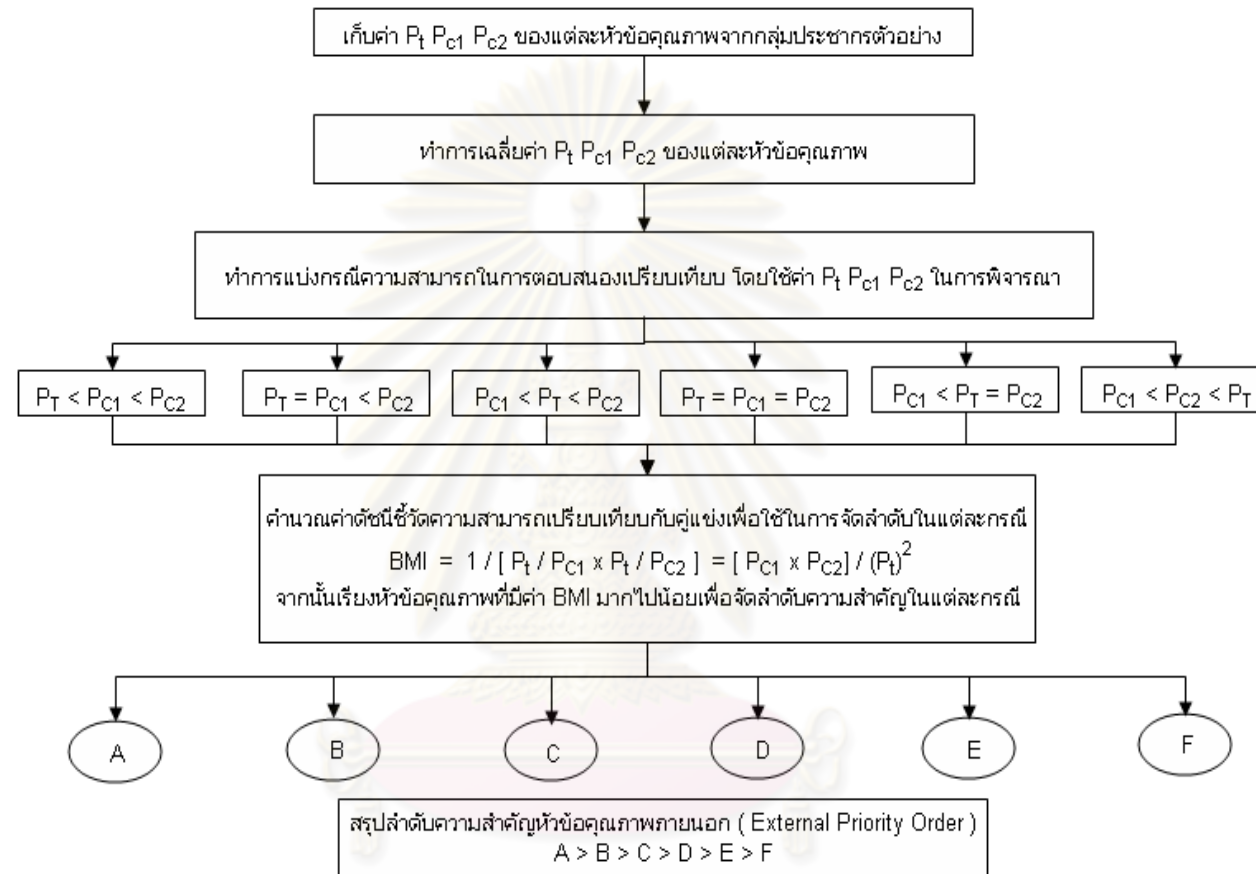 เก็บค่า Pt Pc1 Pc2 ของแต่ละหัวข้อคุณภาพจากกลุ่มประชากรตัวอย่าง
ทำการเฉลี่ยค่า Pt Pc1 Pc2 ของแต่ละหัวข้อคุณภาพ
ทำการแบ่งกรณีความสามารถในการตอบสนองเปรียบเทียบ โดยใช้ค่า Pt Pc1 Pc2 ในการพิจารณา
PT < PC1 < PC2
PT = PC1 < PC2
PC1 < PT < PC2
PT = PC1 = PC2
PC1 < PT = PC2
PC1 < PC2 < PT
คำนวณค่าดัชนีชี้วัดความสามารถเปรียบเทียบกับคู่แข่งเพื่อใช้ในการจัดลำดับในแต่ละกรณี
BMI = 1 / [ Pt / PC1 x Pt / PC2 ] = [ PC1 x PC2] / (Pt)2
จากนั้นเรียงหัวข้อคุณภาพที่มีค่า BMI มากไปน้อยเพื่อจัดลำดับความสำคัญในแต่ละกรณี
A
B
C
D
E
F
สรุปลำดับความสำคัญหัวข้อคุณภาพภายนอก ( External Priority Order )
A > B > C > D > E > F